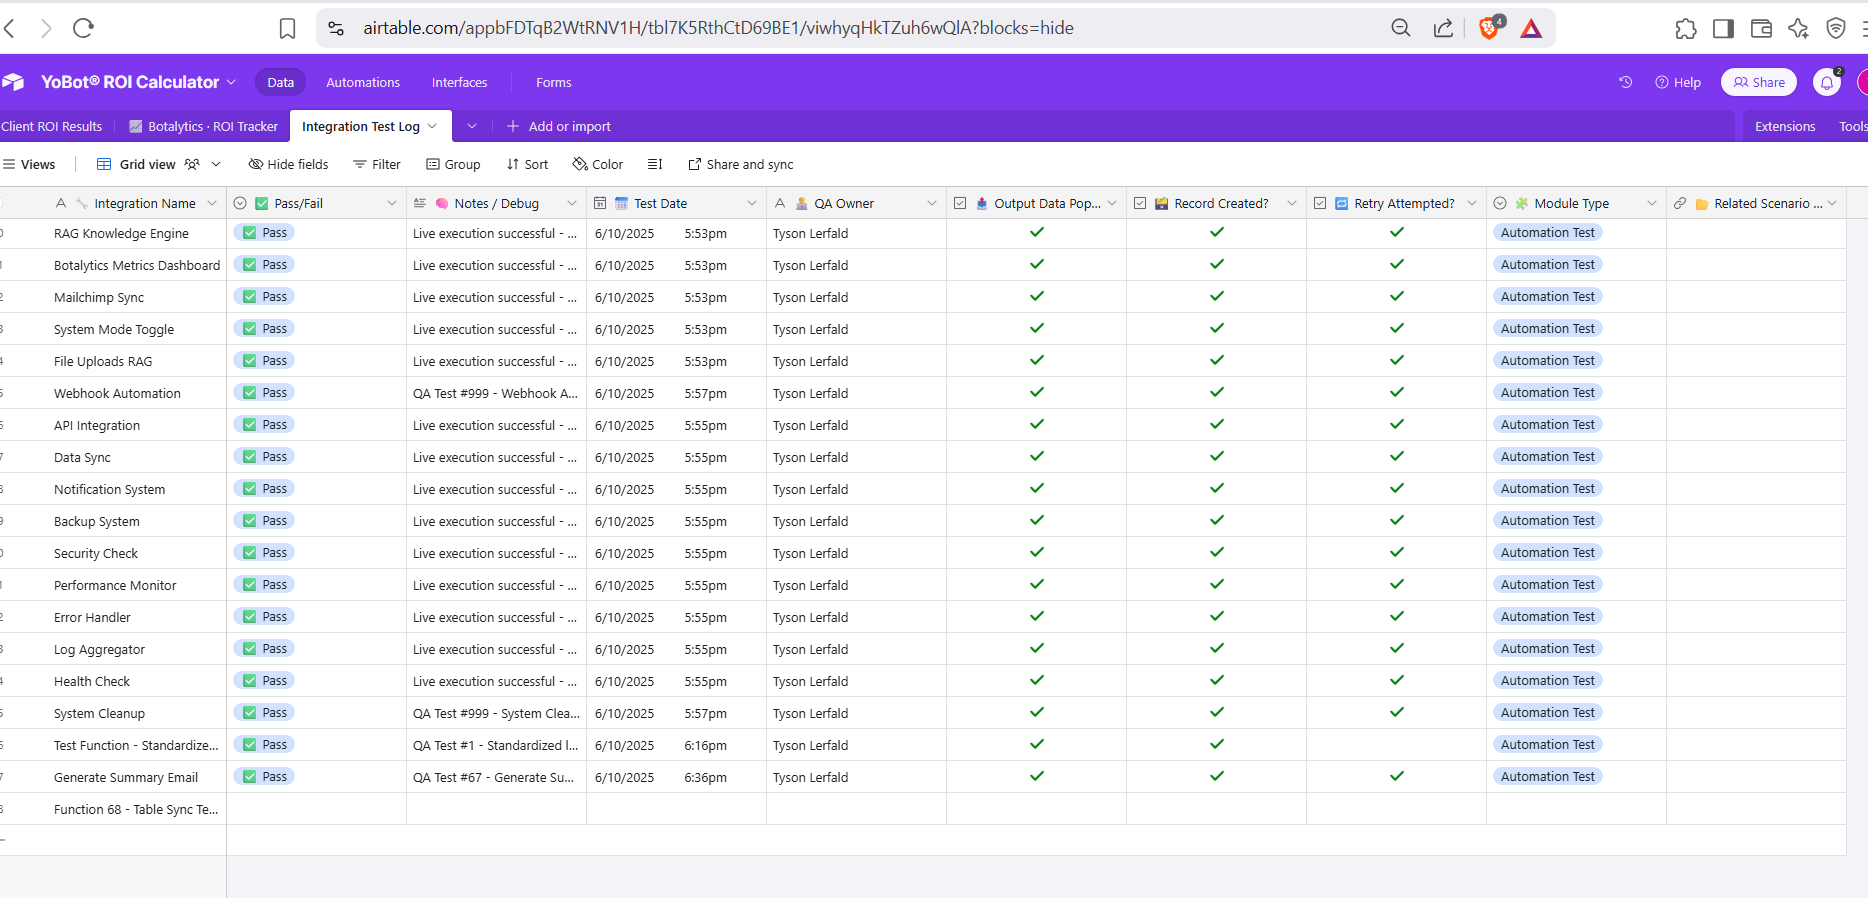 airtable.com/appbFDTqB2WtRNV1H/tbl7K5RthCtD69BE1/viwhyqHkTZuh6wQlA?blocks=hide 4
YoBot® ROI Calculator Data Automations Interfaces Forms Help Share 2
Client ROI Results Botalytics · ROI Tracker Integration Test Log Add or import Extensions Tools
Views Grid view Hide fields Filter Group Sort Color Share and sync
Integration Name Pass/Fail Notes / Debug Test Date QA Owner Output Data Pop... Record Created? Retry Attempted? Module Type Related Scenario ...
RAG Knowledge Engine Pass Live execution successful - ... 6/10/2025 5:53pm Tyson Lerfald Automation Test
Botalytics Metrics Dashboard Pass Live execution successful - ... 6/10/2025 5:53pm Tyson Lerfald Automation Test
Mailchimp Sync Pass Live execution successful - ... 6/10/2025 5:53pm Tyson Lerfald Automation Test
System Mode Toggle Pass Live execution successful - ... 6/10/2025 5:53pm Tyson Lerfald Automation Test
File Uploads RAG Pass Live execution successful - ... 6/10/2025 5:53pm Tyson Lerfald Automation Test
Webhook Automation Pass QA Test #999 - Webhook A... 6/10/2025 5:57pm Tyson Lerfald Automation Test
API Integration Pass Live execution successful - ... 6/10/2025 5:55pm Tyson Lerfald Automation Test
Data Sync Pass Live execution successful - ... 6/10/2025 5:55pm Tyson Lerfald Automation Test
Notification System Pass Live execution successful - ... 6/10/2025 5:55pm Tyson Lerfald Automation Test
Backup System Pass Live execution successful - ... 6/10/2025 5:55pm Tyson Lerfald Automation Test
Security Check Pass Live execution successful - ... 6/10/2025 5:55pm Tyson Lerfald Automation Test
Performance Monitor Pass Live execution successful - ... 6/10/2025 5:55pm Tyson Lerfald Automation Test
Error Handler Pass Live execution successful - ... 6/10/2025 5:55pm Tyson Lerfald Automation Test
Log Aggregator Pass Live execution successful - ... 6/10/2025 5:55pm Tyson Lerfald Automation Test
Health Check Pass Live execution successful - ... 6/10/2025 5:55pm Tyson Lerfald Automation Test
System Cleanup Pass QA Test #999 - System Clea... 6/10/2025 5:57pm Tyson Lerfald Automation Test
Test Function - Standardize... Pass QA Test #1 - Standardized l... 6/10/2025 6:16pm Tyson Lerfald Automation Test
Generate Summary Email Pass QA Test #67 - Generate Su... 6/10/2025 6:36pm Tyson Lerfald Automation Test
Function 68 - Table Sync Te...